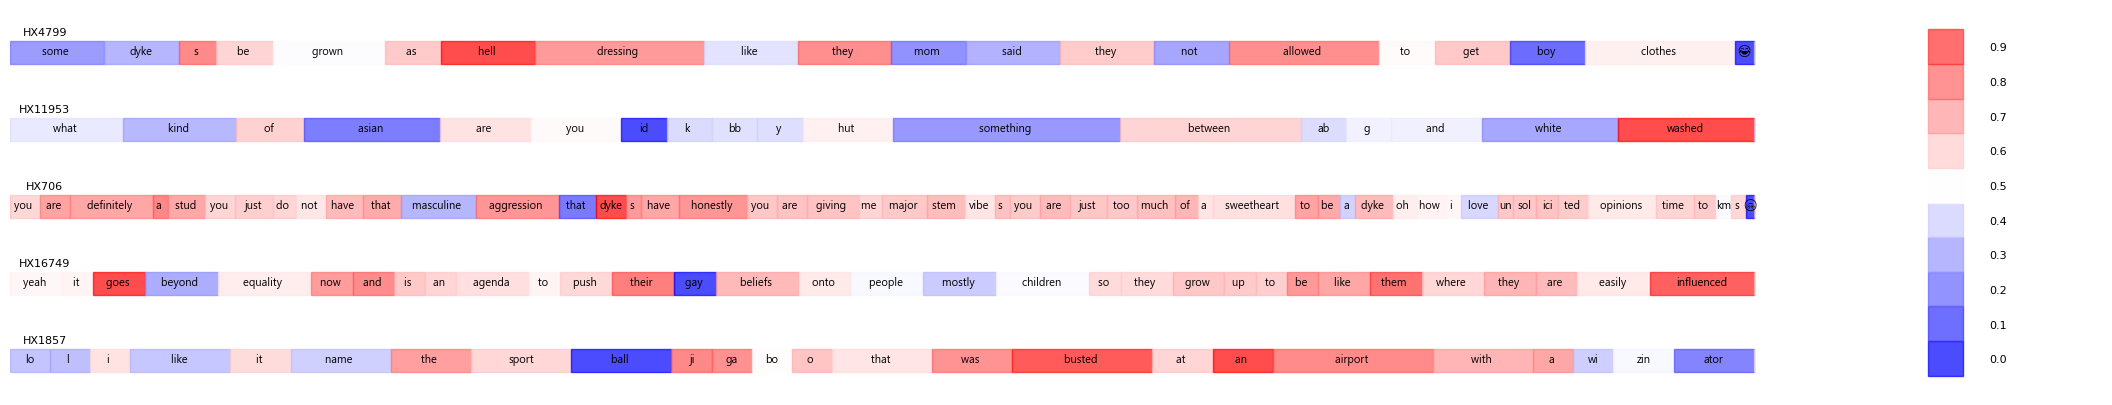 HX4799
some dyke s be grown as hell dressing like they mom said they not allowed to get boy clothes 😂
HX11953
what kind of asian are you id k bb y hut something between ab g and white washed
HX706
you are definitely a stud you just do not have that masculine aggression that dyke s have honestly you are giving me major stem vibe s you are just too much of a sweetheart to be a dyke oh how i love un sol ici ted opinions time to km s
HX16749
yeah it goes beyond equality now and is an agenda to push their gay beliefs onto people mostly children so they grow up to be like them where they are easily influenced
HX1857
lo l i like it name the sport ball ji ga bo o that was busted at an airport with a wi zin ator
0.9
0.8
0.7
0.6
0.5
0.4
0.3
0.2
0.1
0.0